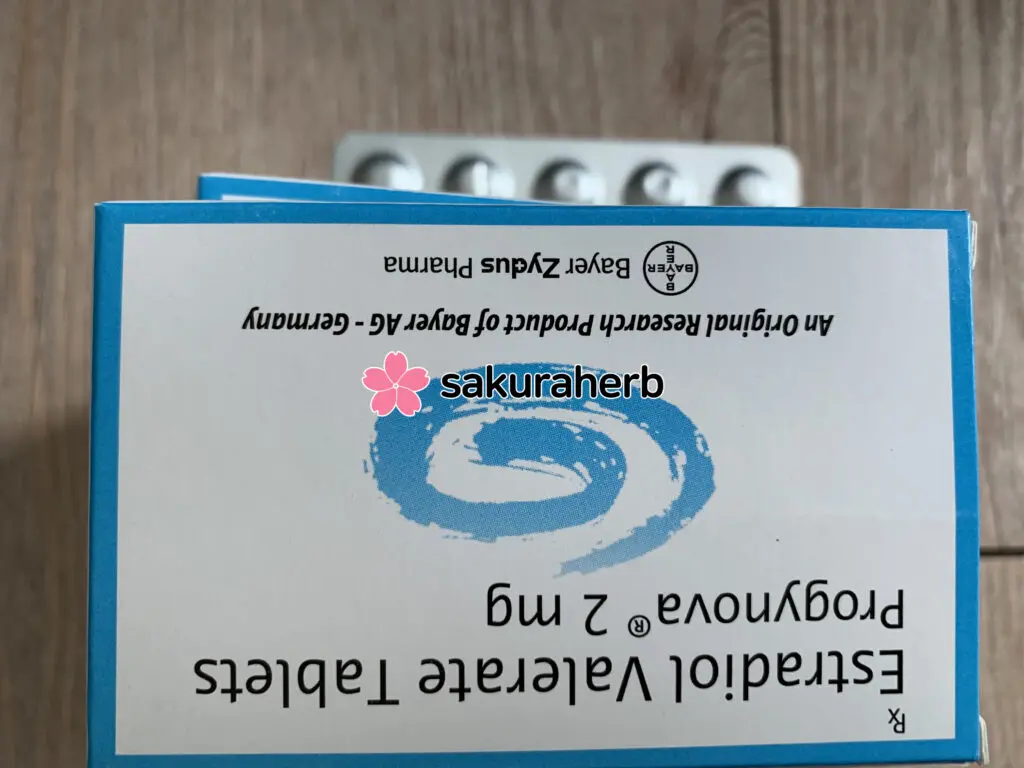 ℞
Estradiol Valerate Tablets
Progynova® 2 mg
sakuraherb
An Original Research Product of Bayer AG - Germany
BAYER
BAYER
Bayer Zydus Pharma